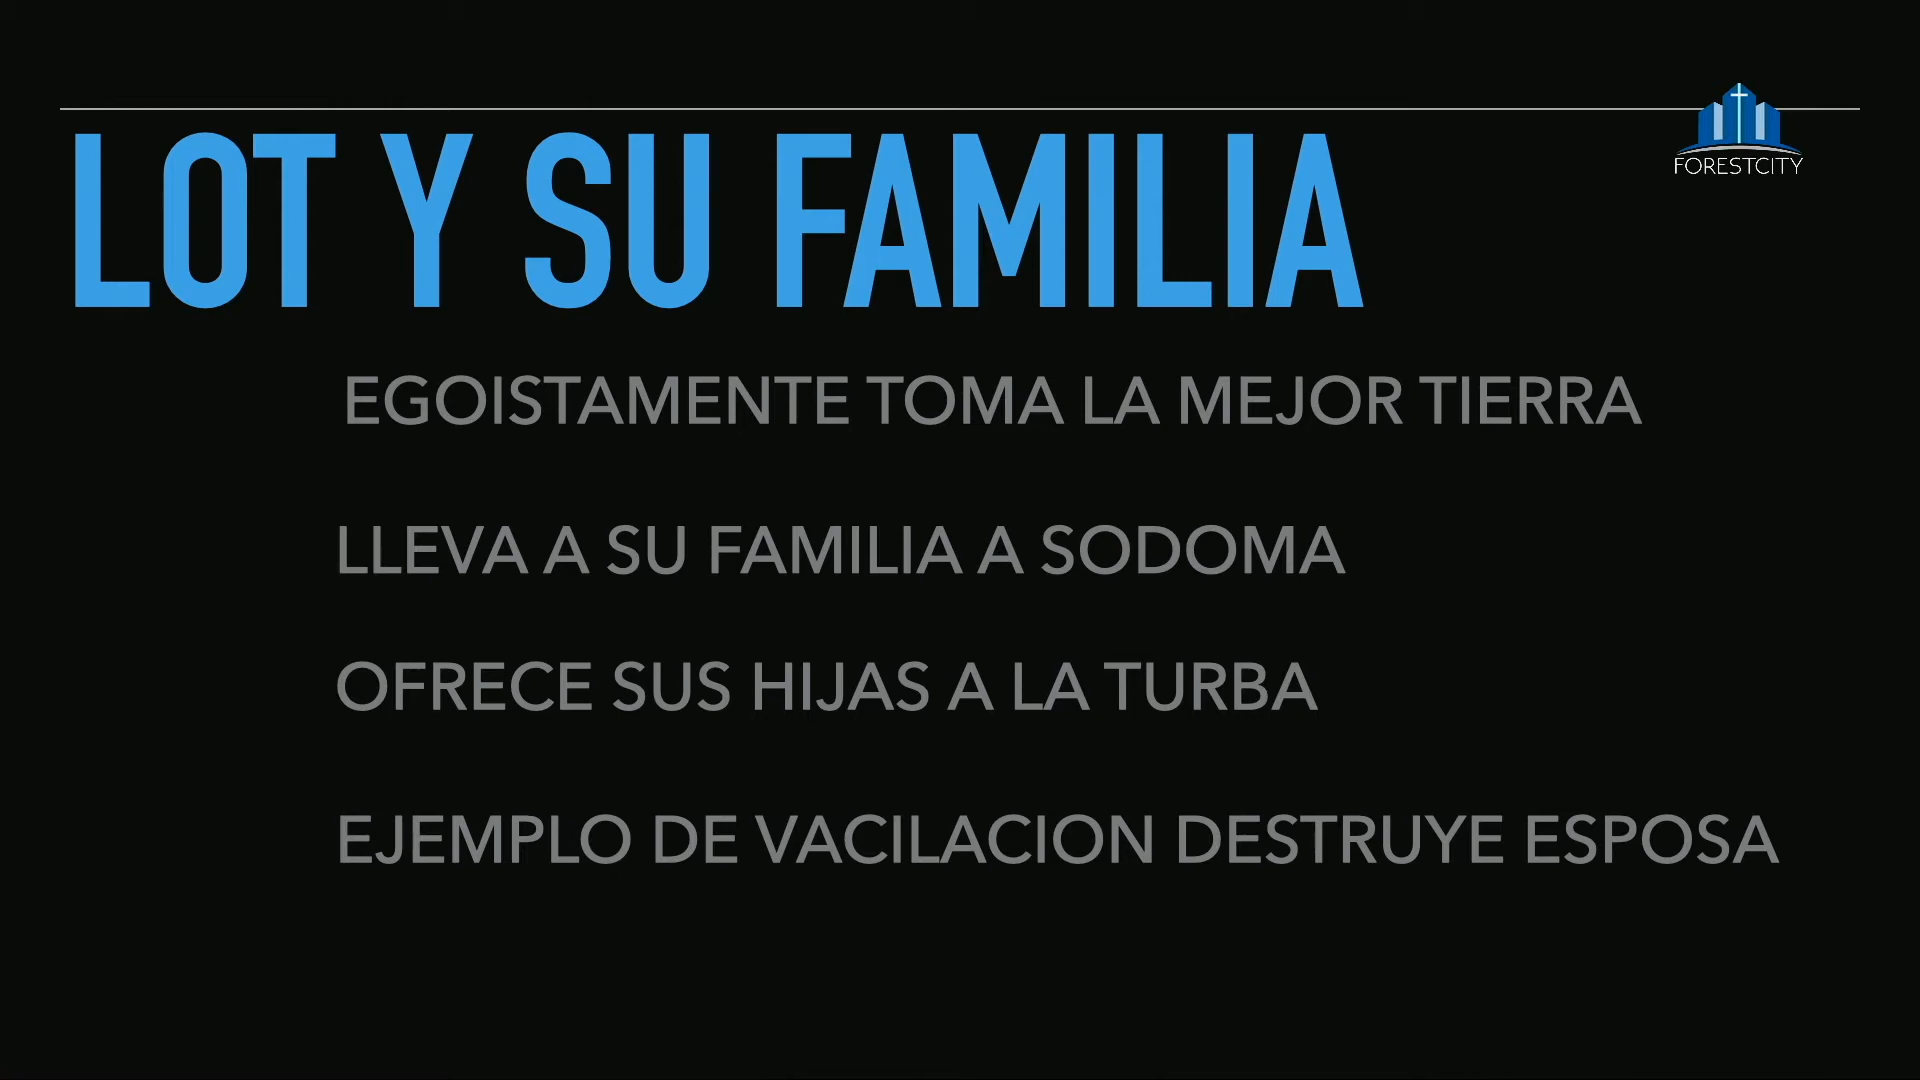 LOT Y SU FAMILIA
FORESTCITY
EGOISTAMENTE TOMA LA MEJOR TIERRA
LLEVA A SU FAMILIA A SODOMA
OFRECE SUS HIJAS A LA TURBA
EJEMPLO DE VACILACION DESTRUYE ESPOSA